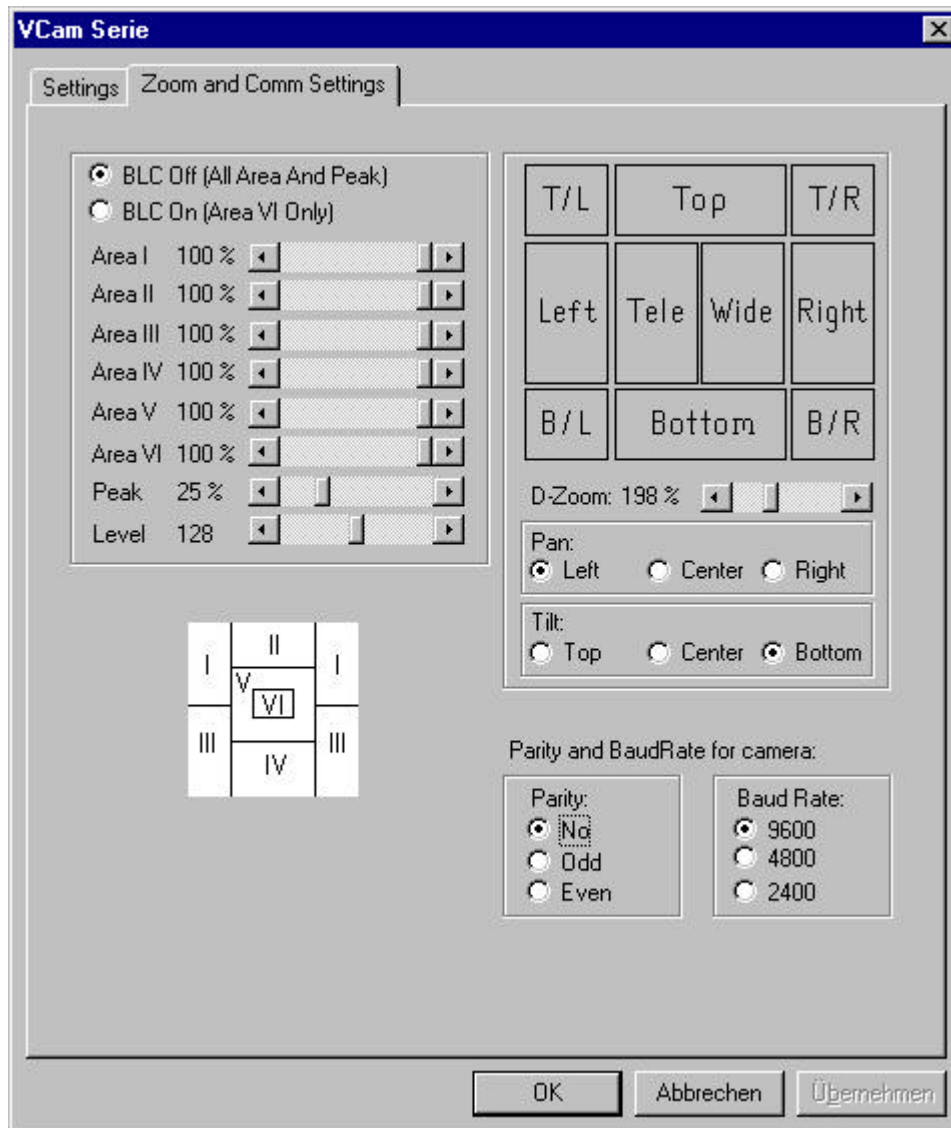 VCam Serie
Settings
Zoom and Comm Settings
BLC Off (All Area And Peak)
BLC On (Area VI Only)
Area I 100 %
Area II 100 %
Area III 100 %
Area IV 100 %
Area V 100 %
Area VI 100 %
Peak 25 %
Level 128
I II I
V VI
III IV III
T/L Top T/R
Left Tele Wide Right
B/L Bottom B/R
D-Zoom: 198 %
Pan:
Left Center Right
Tilt:
Top Center Bottom
Parity and BaudRate for camera:
Parity:
No
Odd
Even
Baud Rate:
9600
4800
2400
OK Abbrechen Übernehmen